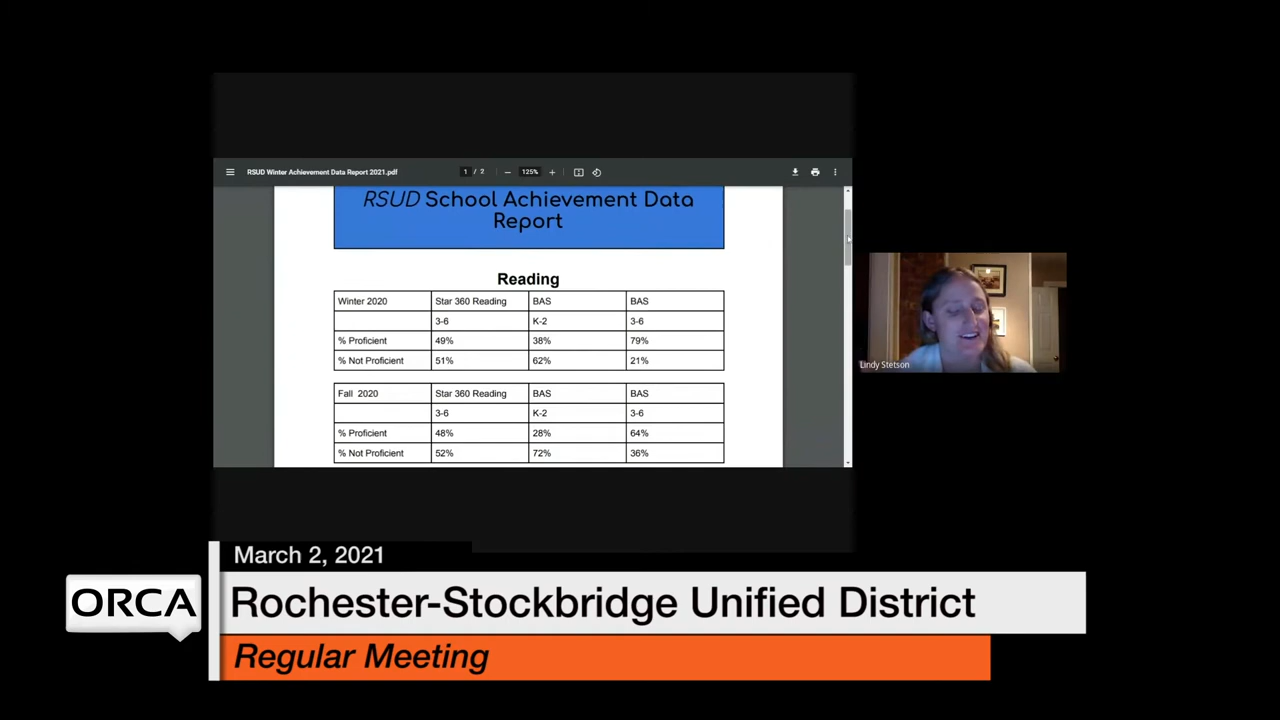 RSUD Winter Achievement Data Report 2021.pdf
1 / 2
125%
RSUD School Achievement Data
Report
Reading
Winter 2020 Star 360 Reading BAS BAS
3-6 K-2 3-6
% Proficient 49% 38% 79%
% Not Proficient 51% 62% 21%
Fall 2020 Star 360 Reading BAS BAS
3-6 K-2 3-6
% Proficient 48% 28% 64%
% Not Proficient 52% 72% 36%
Lindy Stetson
March 2, 2021
ORCA
Rochester-Stockbridge Unified District
Regular Meeting